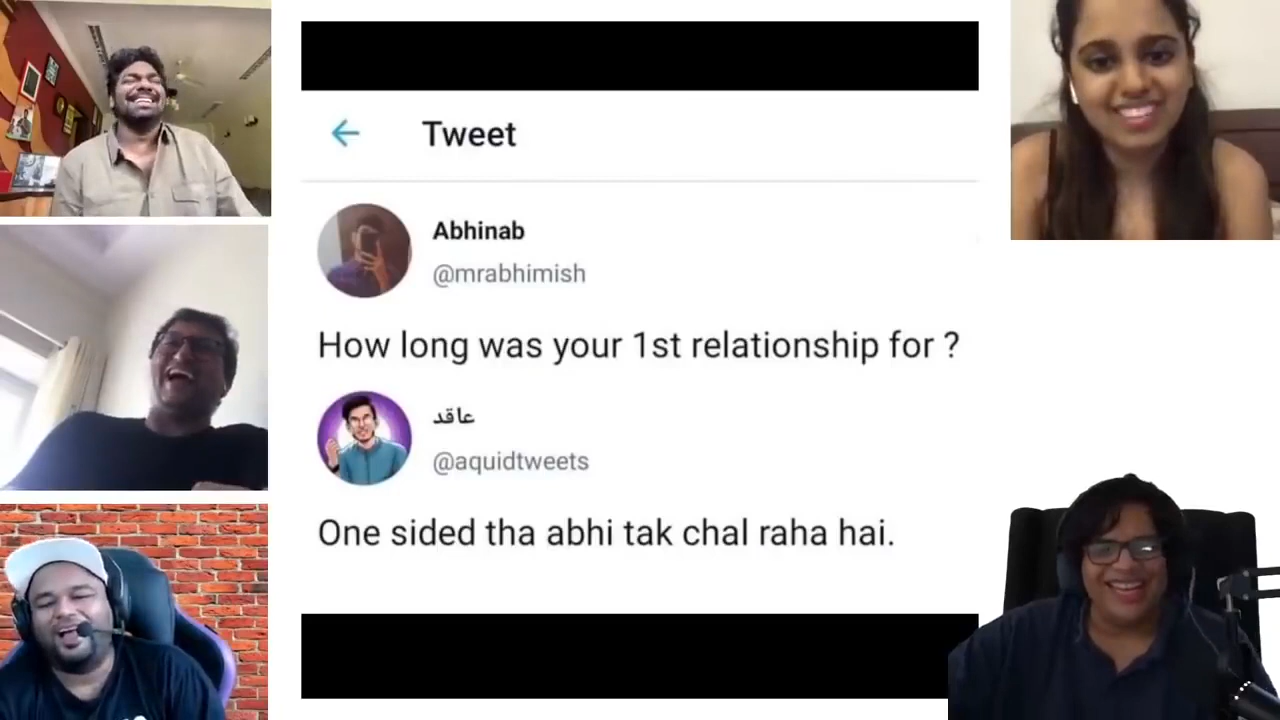 Tweet
Abhinab
@mrabhimish
How long was your 1st relationship for ?
عاقد
@aquidtweets
One sided tha abhi tak chal raha hai.